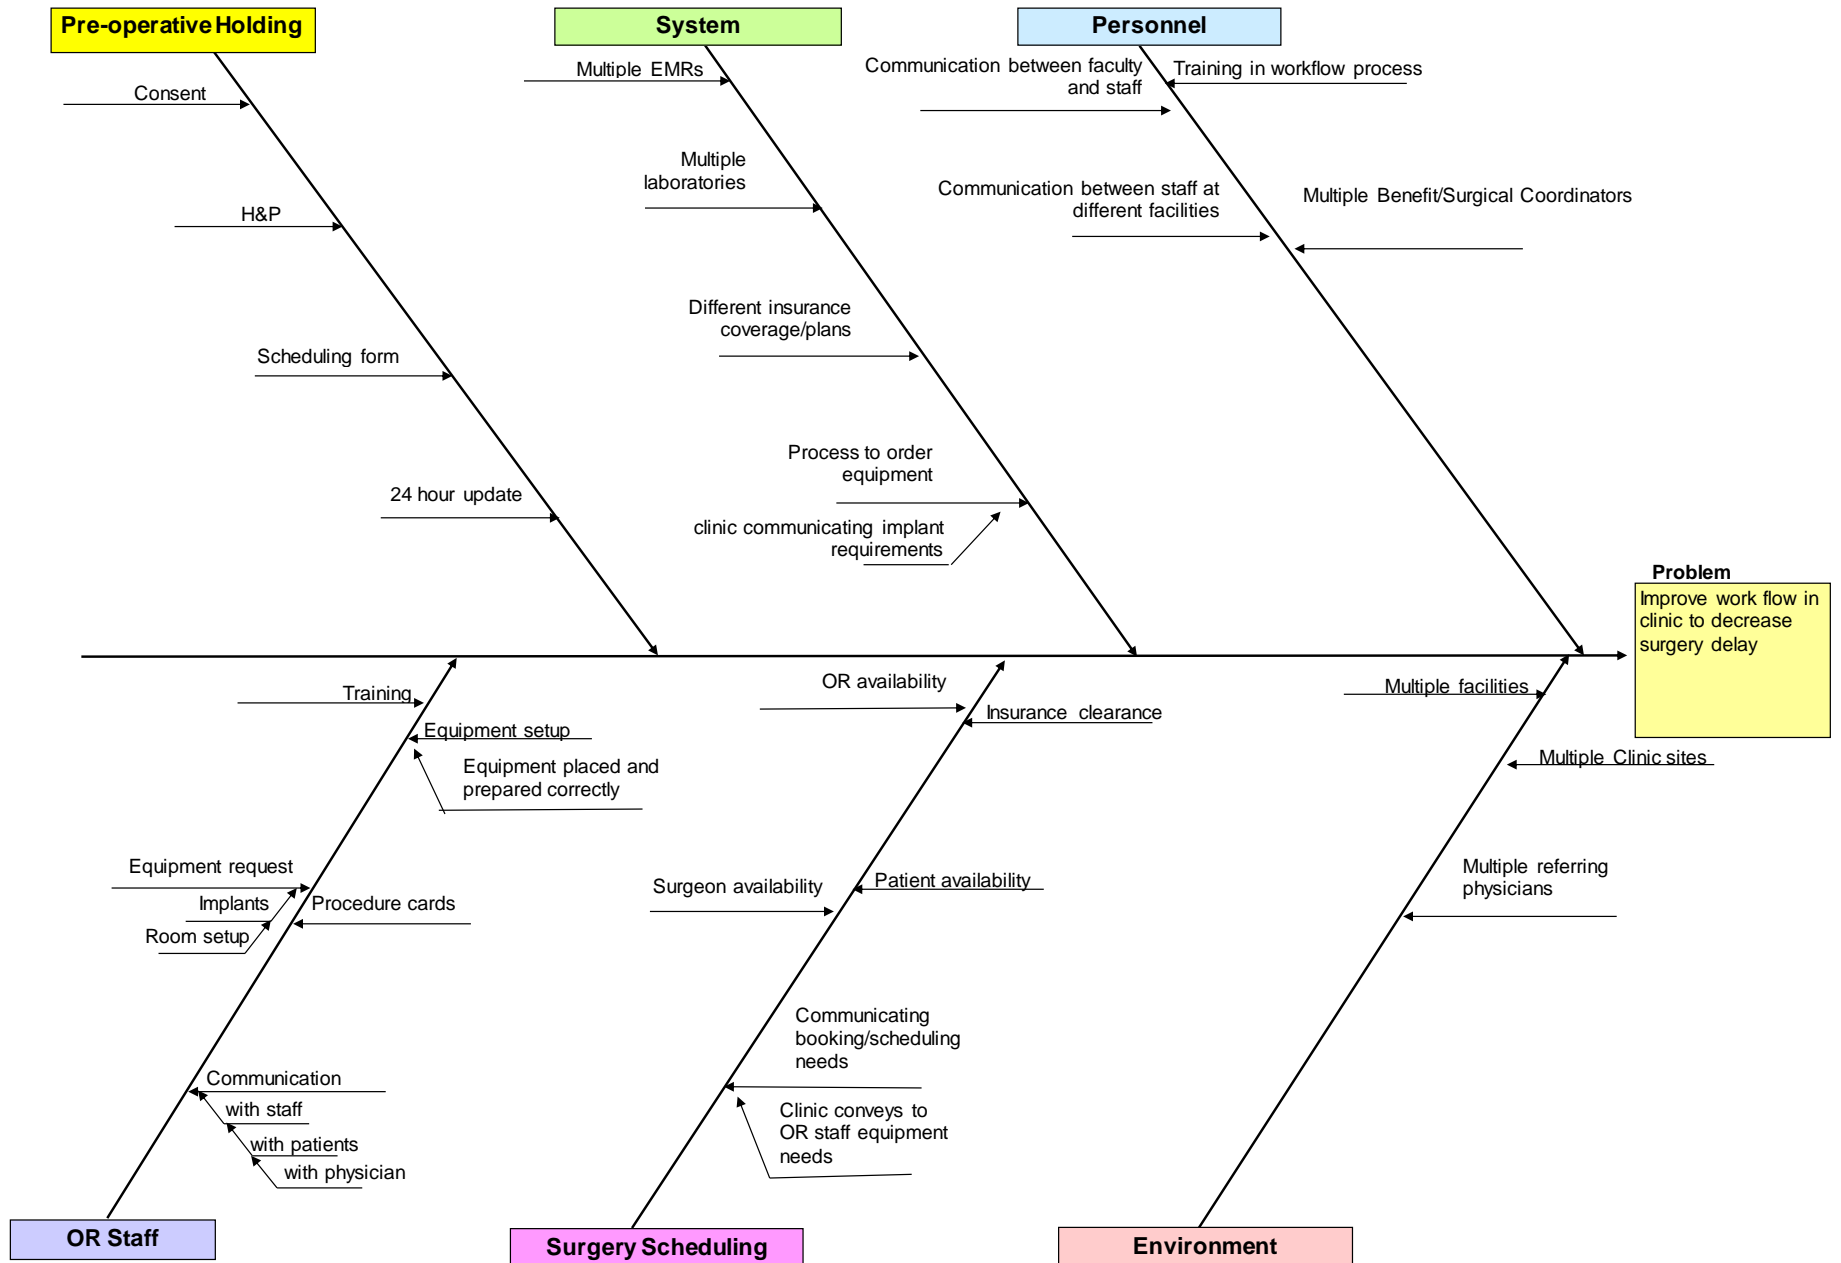 Pre-operative Holding
System
Personnel
Consent
H&P
Scheduling form
24 hour update
Multiple EMRs
Multiple
laboratories
Different insurance
coverage/plans
Process to order
equipment
clinic communicating implant
requirements
Communication between faculty
and staff
Training in workflow process
Communication between staff at
different facilities
Multiple Benefit/Surgical Coordinators
Problem
Improve work flow in
clinic to decrease
surgery delay
Training
Equipment setup
Equipment placed and
prepared correctly
Equipment request
Implants
Room setup
Procedure cards
Communication
with staff
with patients
with physician
OR availability
Insurance clearance
Surgeon availability
Patient availability
Communicating
booking/scheduling
needs
Clinic conveys to
OR staff equipment
needs
Multiple facilities
Multiple Clinic sites
Multiple referring
physicians
OR Staff
Surgery Scheduling
Environment